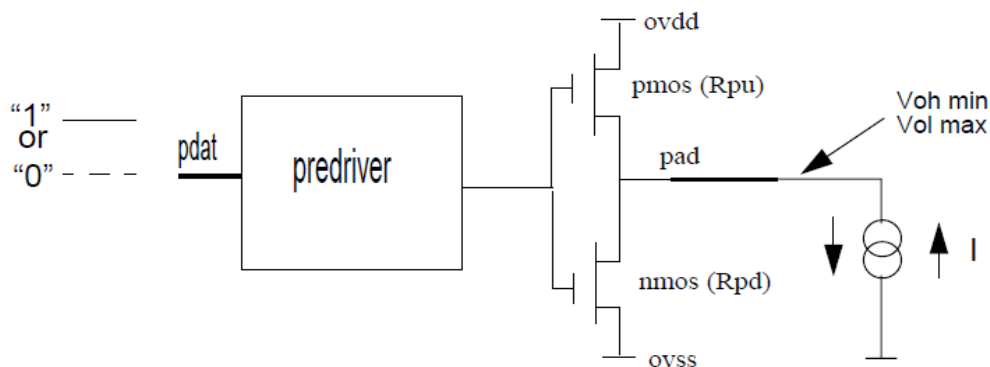 ovdd
pmos (Rpu)
“1”
or
“0”
pdat
predriver
pad
Voh min
Vol max
nmos (Rpd)
I
ovss